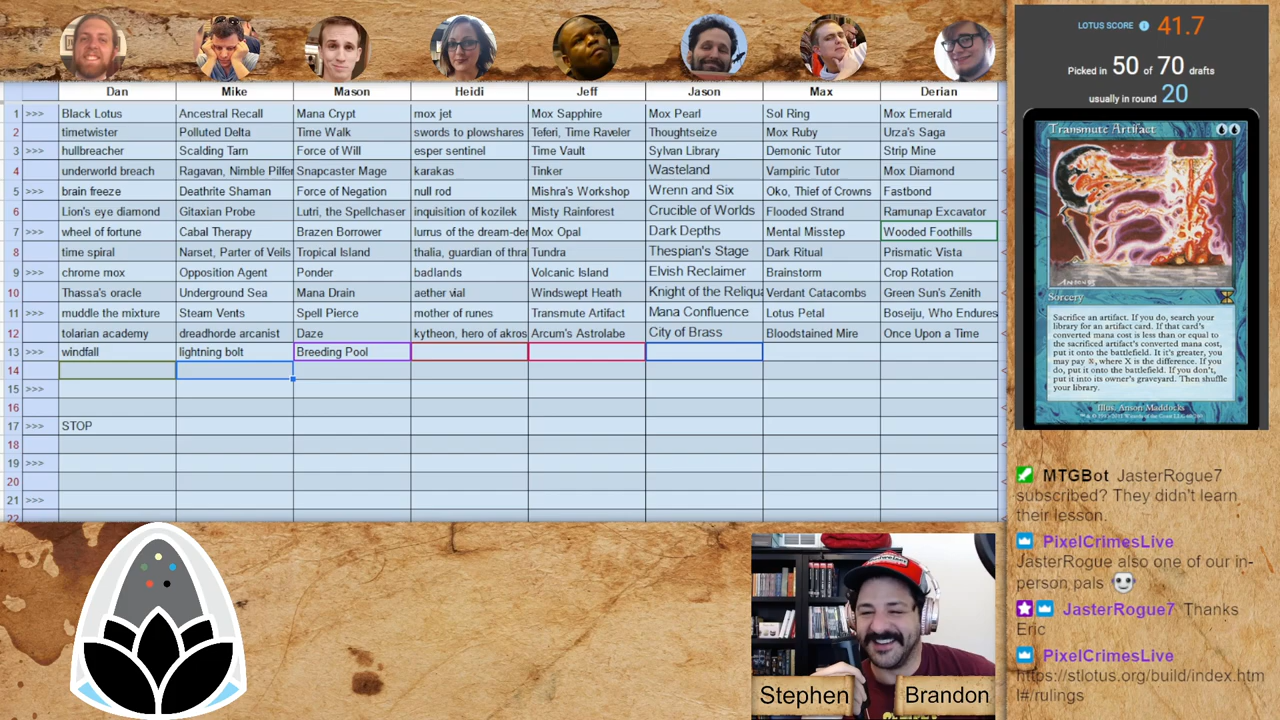 Dan Mike Mason Heidi Jeff Jason Max Derian
1 >>> Black Lotus Ancestral Recall Mana Crypt mox jet Mox Sapphire Mox Pearl Sol Ring Mox Emerald
2 timetwister Polluted Delta Time Walk swords to plowshares Teferi, Time Raveler Thoughtseize Mox Ruby Urza's Saga <
3 >>> hullbreacher Scalding Tarn Force of Will esper sentinel Time Vault Sylvan Library Demonic Tutor Strip Mine
4 underworld breach Ragavan, Nimble Pilfer Snapcaster Mage karakas Tinker Wasteland Vampiric Tutor Mox Diamond <
5 >>> brain freeze Deathrite Shaman Force of Negation null rod Mishra's Workshop Wrenn and Six Oko, Thief of Crowns Fastbond
6 Lion's eye diamond Gitaxian Probe Lutri, the Spellchaser inquisition of kozilek Misty Rainforest Crucible of Worlds Flooded Strand Ramunap Excavator <
7 >>> wheel of fortune Cabal Therapy Brazen Borrower lurrus of the dream-der Mox Opal Dark Depths Mental Misstep Wooded Foothills
8 time spiral Narset, Parter of Veils Tropical Island thalia, guardian of thra Tundra Thespian's Stage Dark Ritual Prismatic Vista <
9 >>> chrome mox Opposition Agent Ponder badlands Volcanic Island Elvish Reclaimer Brainstorm Crop Rotation
10 Thassa's oracle Underground Sea Mana Drain aether vial Windswept Heath Knight of the Reliqua Verdant Catacombs Green Sun's Zenith <
11 >>> muddle the mixture Steam Vents Spell Pierce mother of runes Transmute Artifact Mana Confluence Lotus Petal Boseiju, Who Endures
12 tolarian academy dreadhorde arcanist Daze kytheon, hero of akros Arcum's Astrolabe City of Brass Bloodstained Mire Once Upon a Time <
13 >>> windfall lightning bolt Breeding Pool
14 <
15 >>>
16 <
17 >>> STOP
18 <
19 >>>
20 <
21 >>>
22
LOTUS SCORE i 41.7
Picked in 50 of 70 drafts
usually in round 20
Transmute Artifact
Sorcery
Sacrifice an artifact. If you do, search your
library for an artifact card. If that card's
converted mana cost is less than or equal to
the sacrificed artifact's converted mana cost,
put it onto the battlefield. If it's greater, you
may pay X, where X is the difference. If you
do, put it onto the battlefield. If you don't,
put it into its owner's graveyard. Then shuffle
your library.
Illus. Anson Maddocks
MTGBot JasterRogue7
subscribed? They didn't learn
their lesson.
PixelCrimesLive
JasterRogue also one of our in-
person pals
JasterRogue7 Thanks
Eric
PixelCrimesLive
https://stlotus.org/build/index.htm
l#/rulings
Stephen Brandon